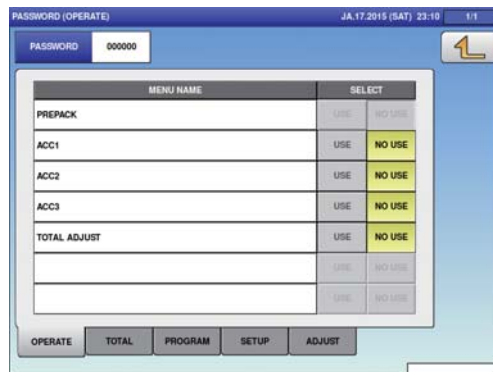 PASSWORD (OPERATE) JA.17.2015 (SAT) 23:10 1/1
PASSWORD 000000
MENU NAME SELECT
PREPACK USE NO USE
ACC1 USE NO USE
ACC2 USE NO USE
ACC3 USE NO USE
TOTAL ADJUST USE NO USE
USE NO USE
USE NO USE
OPERATE TOTAL PROGRAM SETUP ADJUST